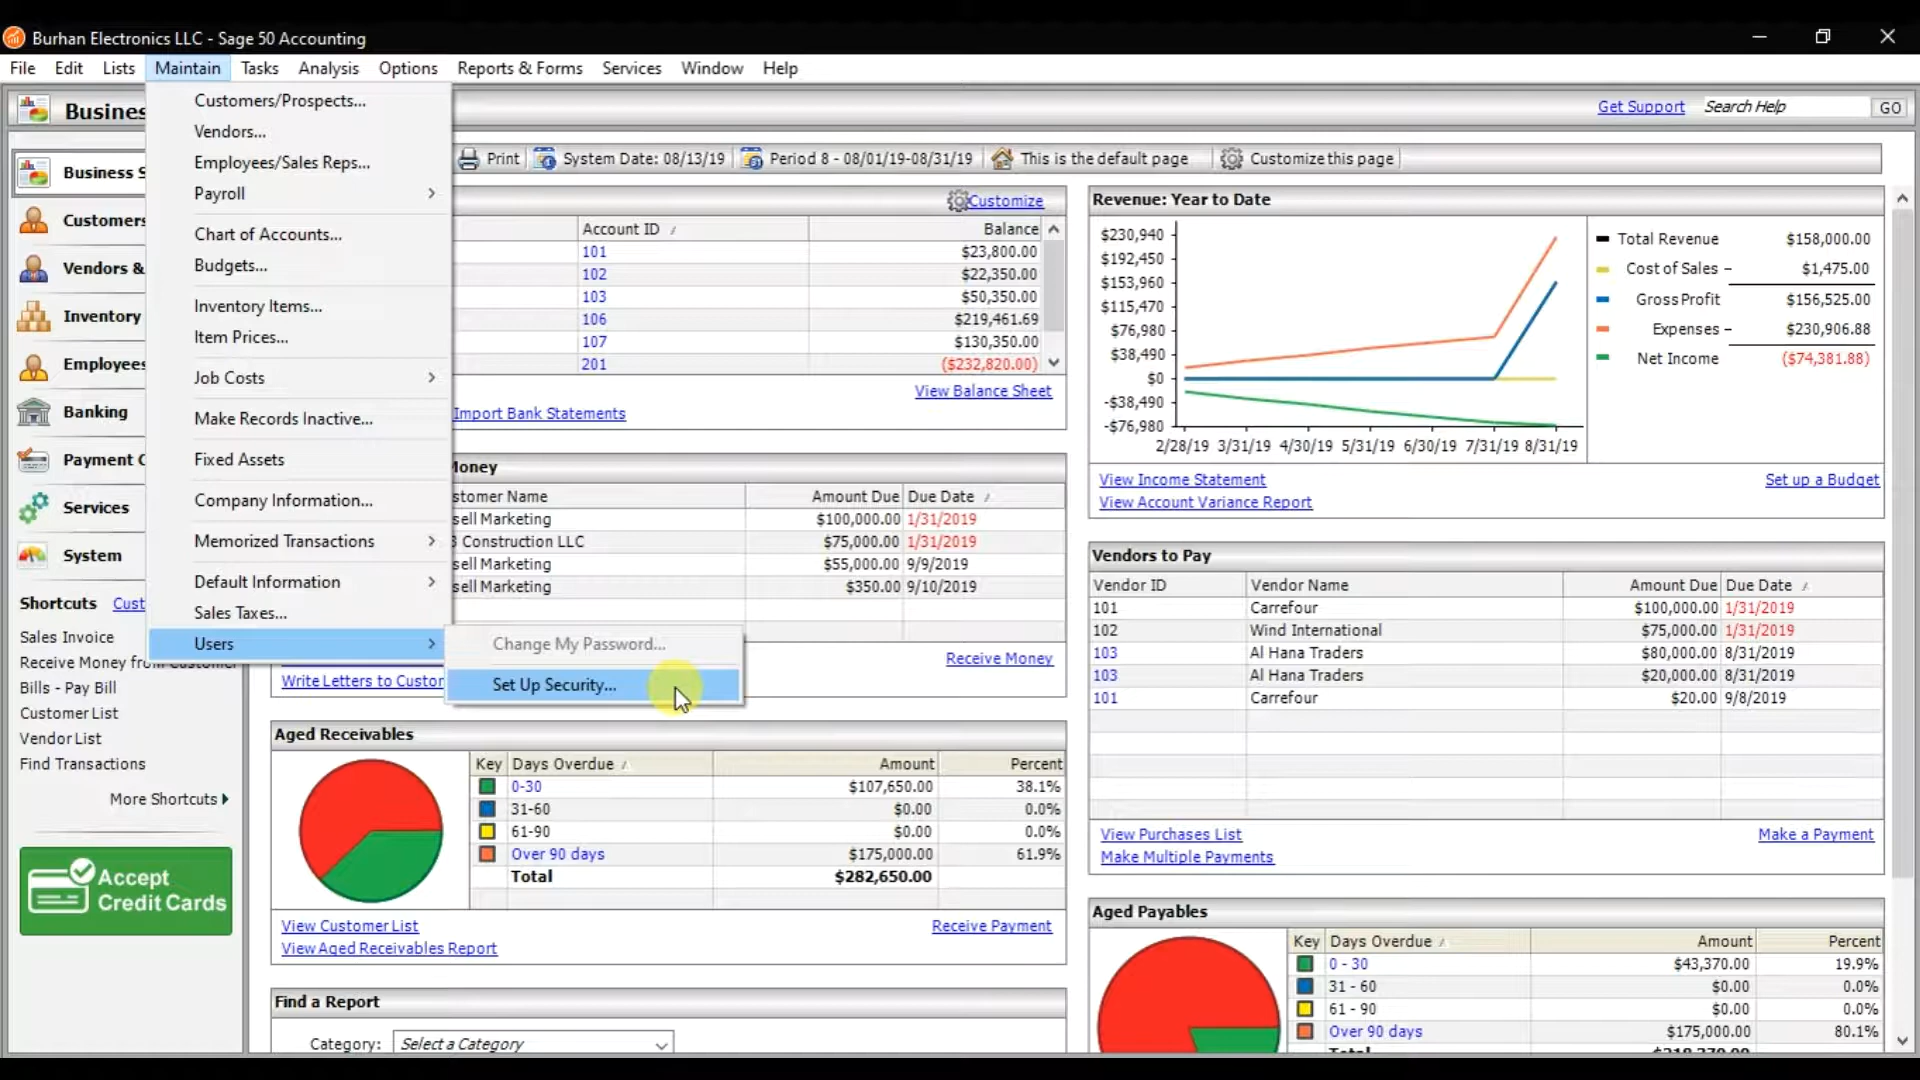 Burhan Electronics LLC - Sage 50 Accounting
File Edit Lists Maintain Tasks Analysis Options Reports & Forms Services Window Help
Get Support Search Help GO
Business S
Customers
Vendors &
Inventory
Employees
Banking
Payment C
Services
System
Shortcuts Cust
Sales Invoice
Receive Money from Customer
Bills - Pay Bill
Customer List
Vendor List
Find Transactions
More Shortcuts
Accept
Credit Cards
Customers/Prospects...
Vendors...
Employees/Sales Reps...
Payroll
Chart of Accounts...
Budgets...
Inventory Items...
Item Prices...
Job Costs
Make Records Inactive...
Fixed Assets
Company Information...
Memorized Transactions
Default Information
Sales Taxes...
Users
Change My Password...
Set Up Security...
Print System Date: 08/13/19 Period 8 - 08/01/19-08/31/19 This is the default page Customize this page
Customize
Account ID / Balance
101 $23,800.00
102 $22,350.00
103 $50,350.00
106 $219,461.69
107 $130,350.00
201 ($232,820.00)
View Balance Sheet
Import Bank Statements
Money
stomer Name Amount Due Due Date /
sell Marketing $100,000.00 1/31/2019
3 Construction LLC $75,000.00 1/31/2019
sell Marketing $55,000.00 9/9/2019
sell Marketing $350.00 9/10/2019
Receive Money
Write Letters to Custom
Aged Receivables
Key Days Overdue / Amount Percent
0-30 $107,650.00 38.1%
31-60 $0.00 0.0%
61-90 $0.00 0.0%
Over 90 days $175,000.00 61.9%
Total $282,650.00
View Customer List Receive Payment
View Aged Receivables Report
Find a Report
Category: Select a Category
Revenue: Year to Date
$230,940
$192,450
$153,960
$115,470
$76,980
$38,490
$0
-$38,490
-$76,980
2/28/19 3/31/19 4/30/19 5/31/19 6/30/19 7/31/19 8/31/19
Total Revenue $158,000.00
Cost of Sales - $1,475.00
Gross Profit $156,525.00
Expenses - $230,906.88
Net Income ($74,381.88)
View Income Statement Set up a Budget
View Account Variance Report
Vendors to Pay
Vendor ID Vendor Name Amount Due Due Date /
101 Carrefour $100,000.00 1/31/2019
102 Wind International $75,000.00 1/31/2019
103 Al Hana Traders $80,000.00 8/31/2019
103 Al Hana Traders $20,000.00 8/31/2019
101 Carrefour $20.00 9/8/2019
View Purchases List Make a Payment
Make Multiple Payments
Aged Payables
Key Days Overdue / Amount Percent
0 - 30 $43,370.00 19.9%
31 - 60 $0.00 0.0%
61 - 90 $0.00 0.0%
Over 90 days $175,000.00 80.1%
Total $218,370.00